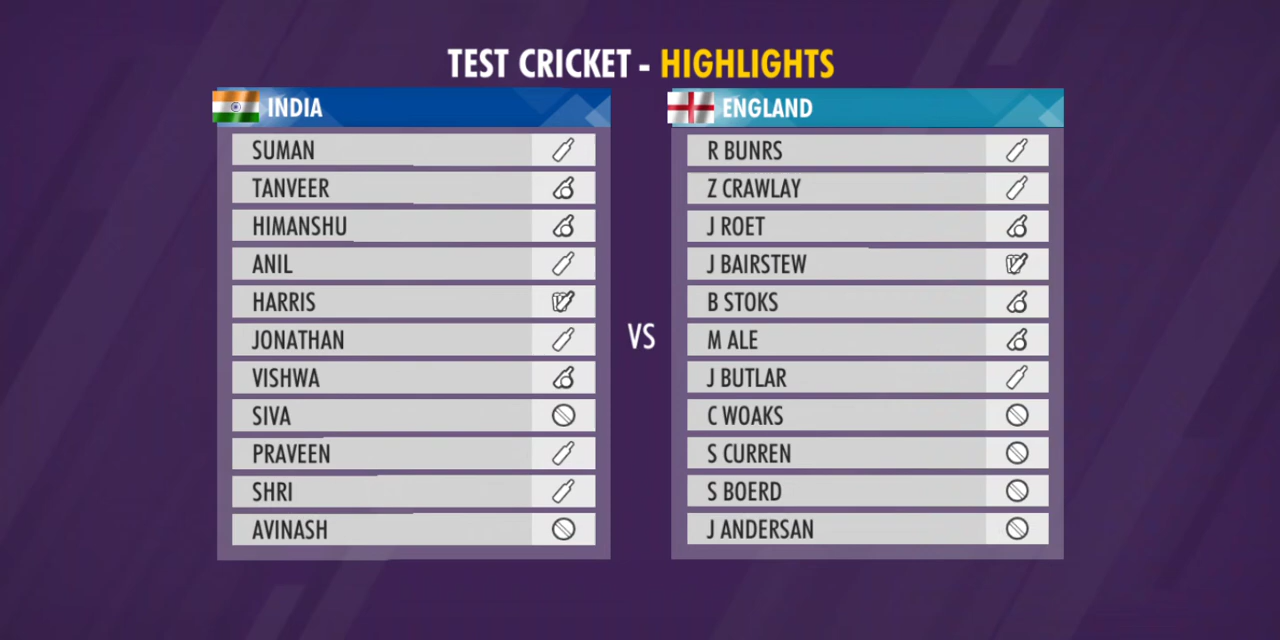 TEST CRICKET - HIGHLIGHTS
INDIA
SUMAN
TANVEER
HIMANSHU
ANIL
HARRIS
JONATHAN
VISHWA
SIVA
PRAVEEN
SHRI
AVINASH
VS
ENGLAND
R BUNRS
Z CRAWLAY
J ROET
J BAIRSTEW
B STOKS
M ALE
J BUTLAR
C WOAKS
S CURREN
S BOERD
J ANDERSAN